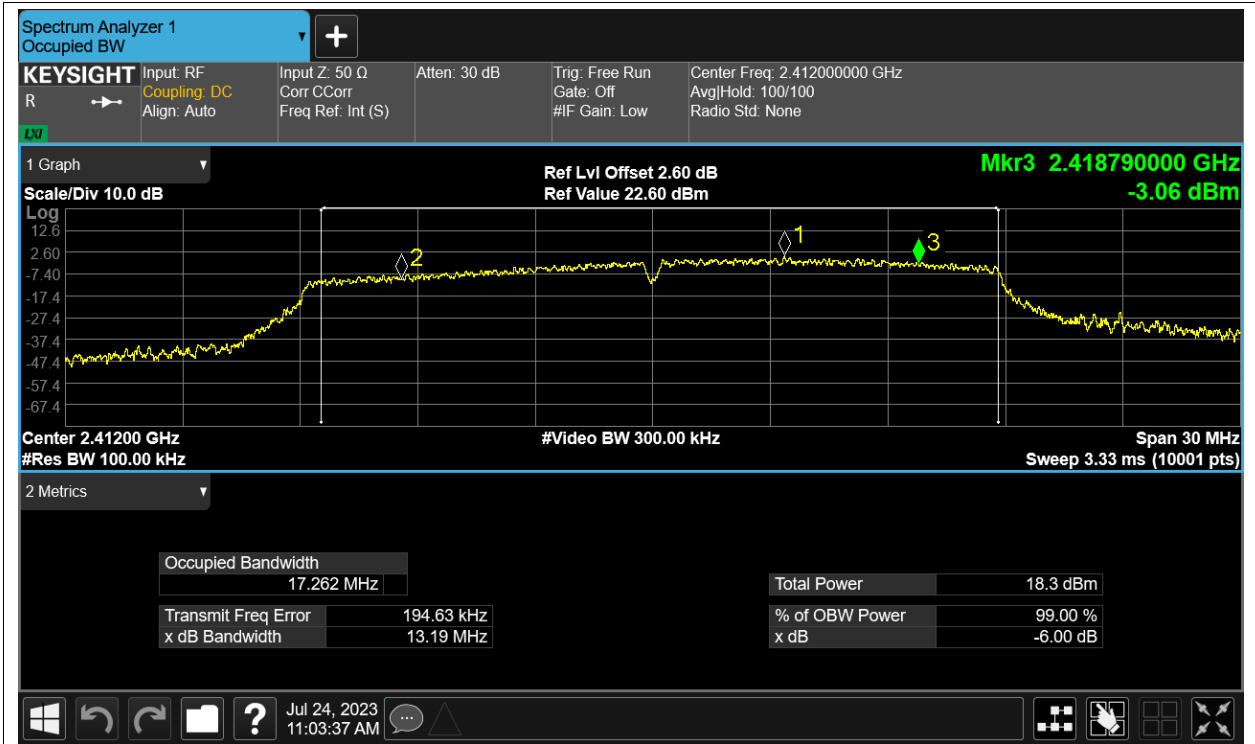 Spectrum Analyzer 1
Occupied BW
KEYSIGHT
R
LXI
Input: RF
Coupling: DC
Align: Auto
Input Z: 50 Ω
Corr CCorr
Freq Ref: Int (S)
Atten: 30 dB
Trig: Free Run
Gate: Off
#IF Gain: Low
Center Freq: 2.412000000 GHz
Avg|Hold: 100/100
Radio Std: None
1 Graph
Scale/Div 10.0 dB
Ref Lvl Offset 2.60 dB
Ref Value 22.60 dBm
Mkr3 2.418790000 GHz
-3.06 dBm
Log
12.6
2.60
-7.40
-17.4
-27.4
-37.4
-47.4
-57.4
-67.4
2
1
3
Center 2.41200 GHz
#Res BW 100.00 kHz
#Video BW 300.00 kHz
Span 30 MHz
Sweep 3.33 ms (10001 pts)
2 Metrics
Occupied Bandwidth
17.262 MHz
Transmit Freq Error 194.63 kHz
x dB Bandwidth 13.19 MHz
Total Power 18.3 dBm
% of OBW Power 99.00 %
x dB -6.00 dB
?
Jul 24, 2023
11:03:37 AM